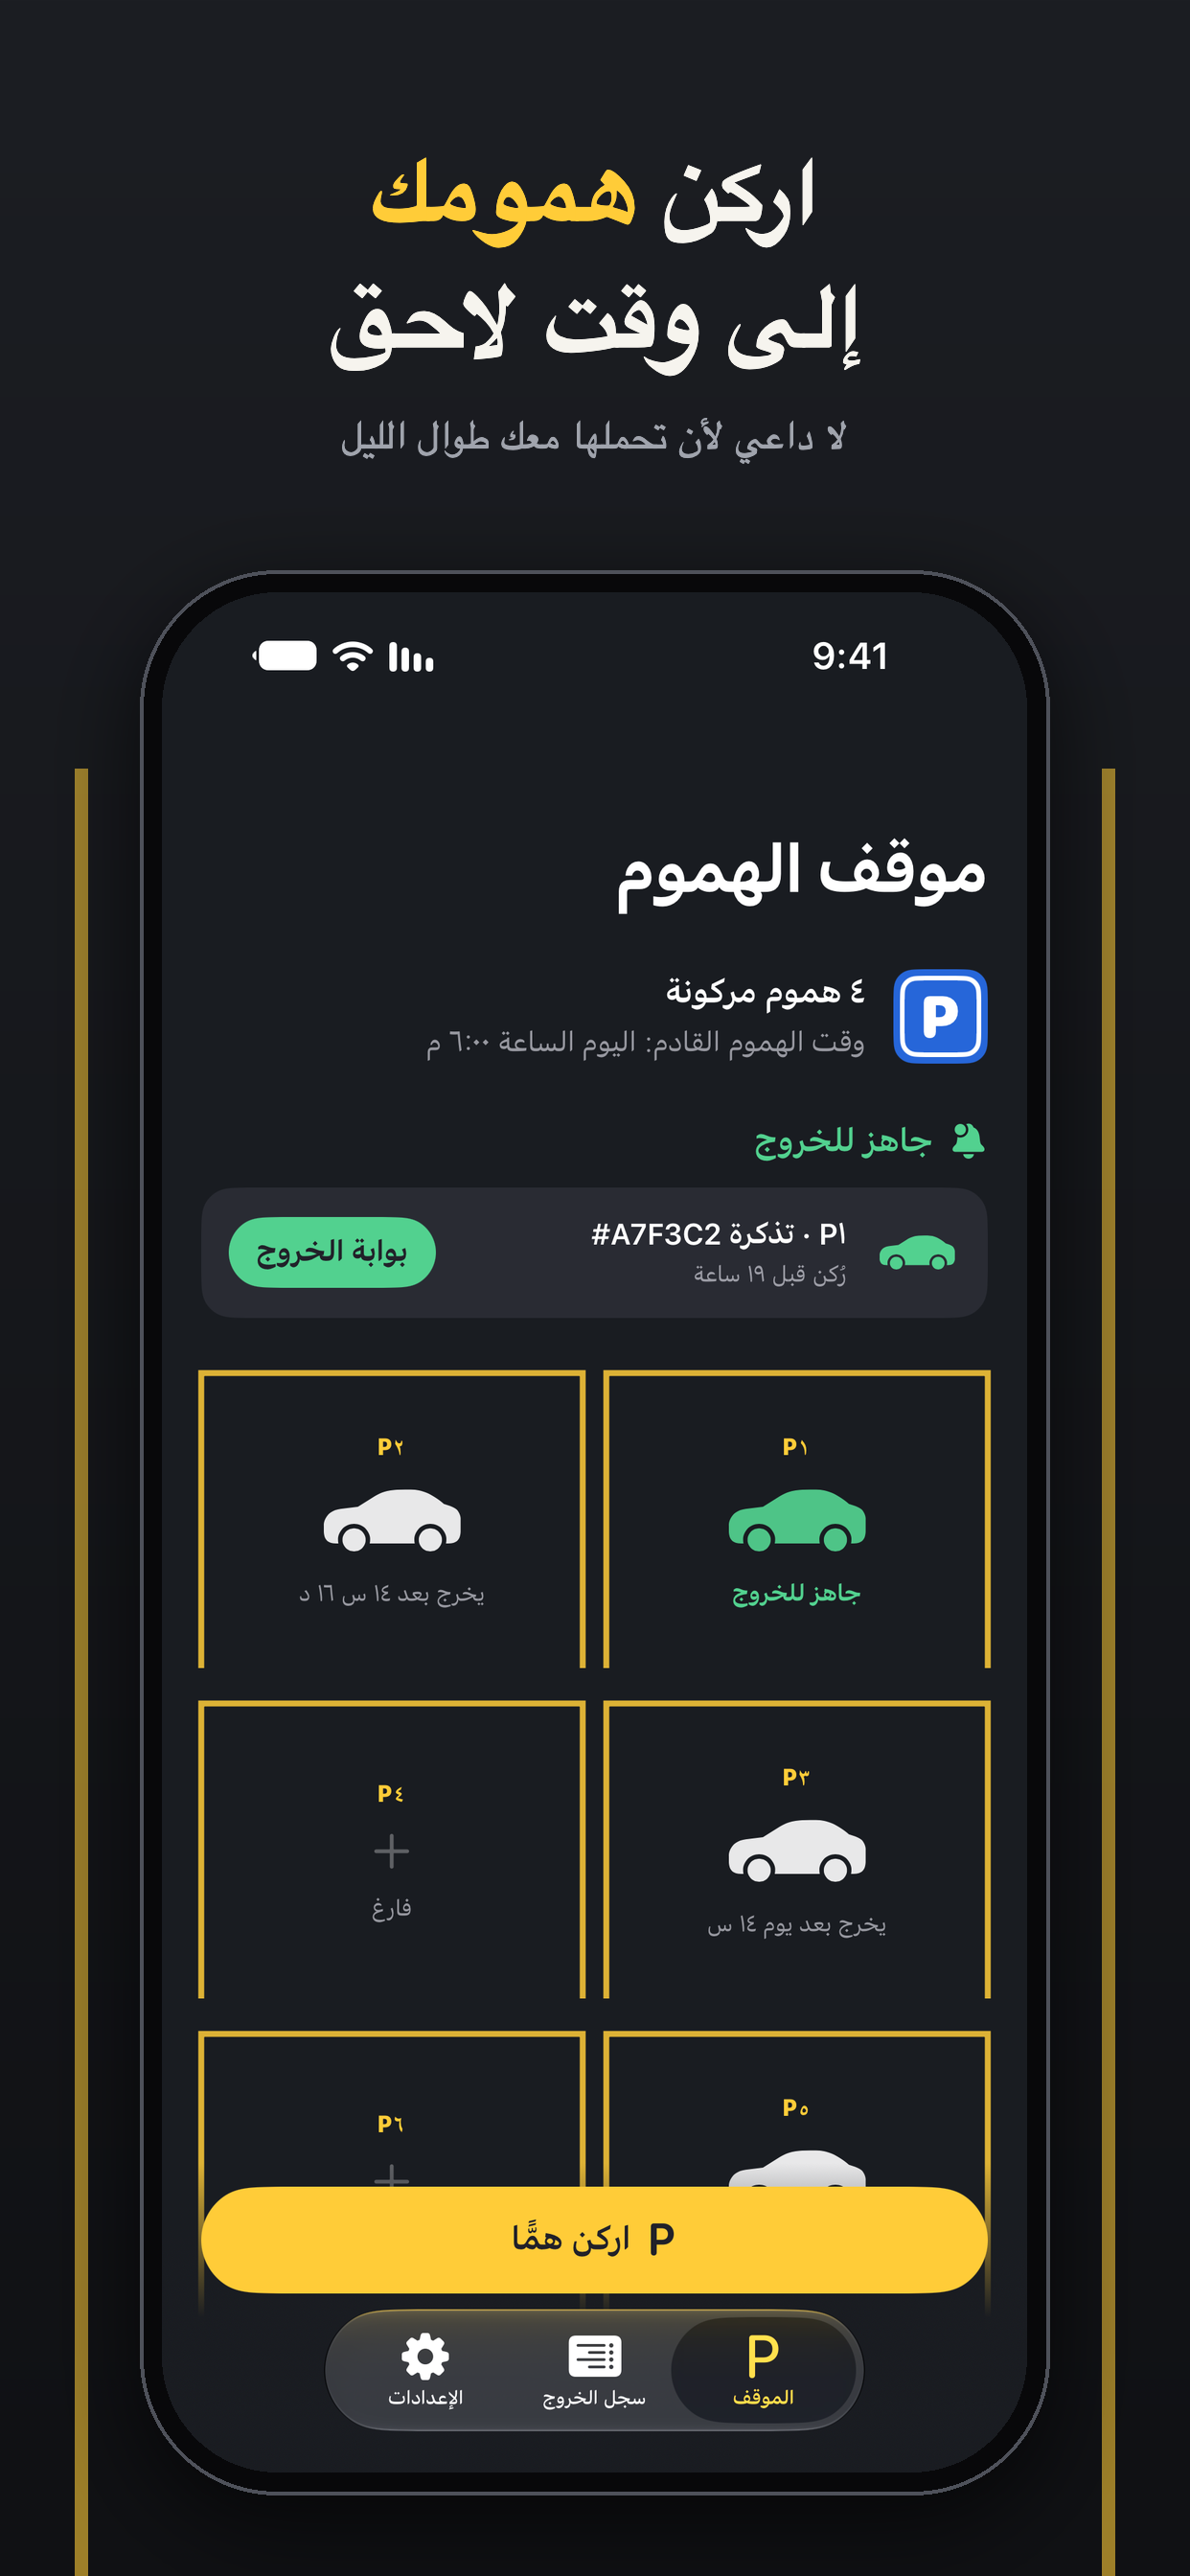 اركن همومك
إلى وقت لاحق
لا داعي لأن تحملها معك طوال الليل
9:41
موقف الهموم
P
٤ هموم مركونة
وقت الهموم القادم: اليوم الساعة ٦:٠٠ م
جاهز للخروج
P١ · تذكرة #A7F3C2
رُكن قبل ١٩ ساعة
بوابة الخروج
P١
جاهز للخروج
P٢
يخرج بعد ١٤ س ١٦ د
P٣
يخرج بعد يوم ١٤ س
P٤
فارغ
P٥
P٦
P اركن همًّا
P
الموقف
سجل الخروج
الإعدادات